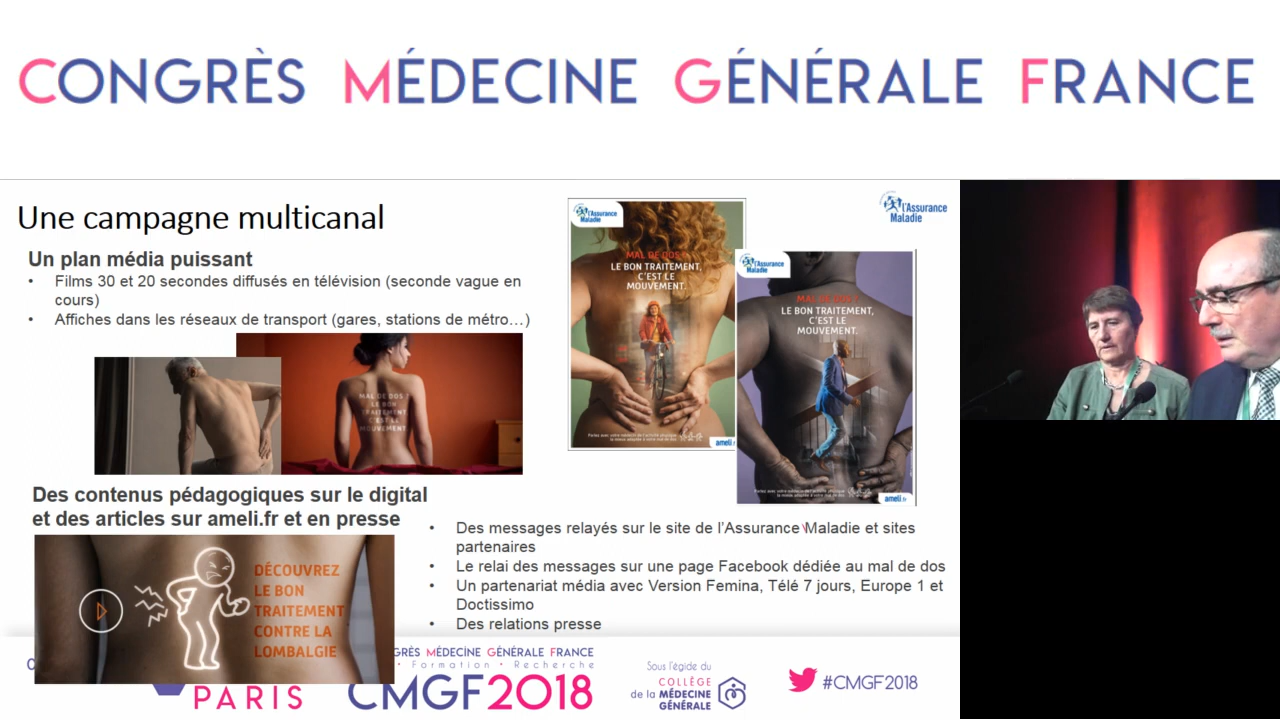 CONGRÈS MÉDECINE GÉNÉRALE FRANCE
Une campagne multicanal
Un plan média puissant
• Films 30 et 20 secondes diffusés en télévision (seconde vague en
cours)
• Affiches dans les réseaux de transport (gares, stations de métro…)
MAL DE DOS ?
LE BON
TRAITEMENT,
C'EST LE
MOUVEMENT.
l'Assurance
Maladie
MAL DE DOS ?
LE BON TRAITEMENT,
C'EST LE
MOUVEMENT.
ameli.fr
l'Assurance
Maladie
MAL DE DOS ?
LE BON TRAITEMENT,
C'EST LE
MOUVEMENT.
ameli.fr
l'Assurance
Maladie
Des contenus pédagogiques sur le digital
et des articles sur ameli.fr et en presse
DÉCOUVREZ
LE BON
TRAITEMENT
CONTRE LA
LOMBALGIE
• Des messages relayés sur le site de l'Assurance Maladie et sites
partenaires
• Le relai des messages sur une page Facebook dédiée au mal de dos
• Un partenariat média avec Version Femina, Télé 7 jours, Europe 1 et
Doctissimo
• Des relations presse
PARIS
GRÈS MÉDECINE GÉNÉRALE FRANCE
• Formation • Recherche
CMGF2018
Sous l'égide du
COLLÈGE
de la MÉDECINE
GÉNÉRALE
#CMGF2018